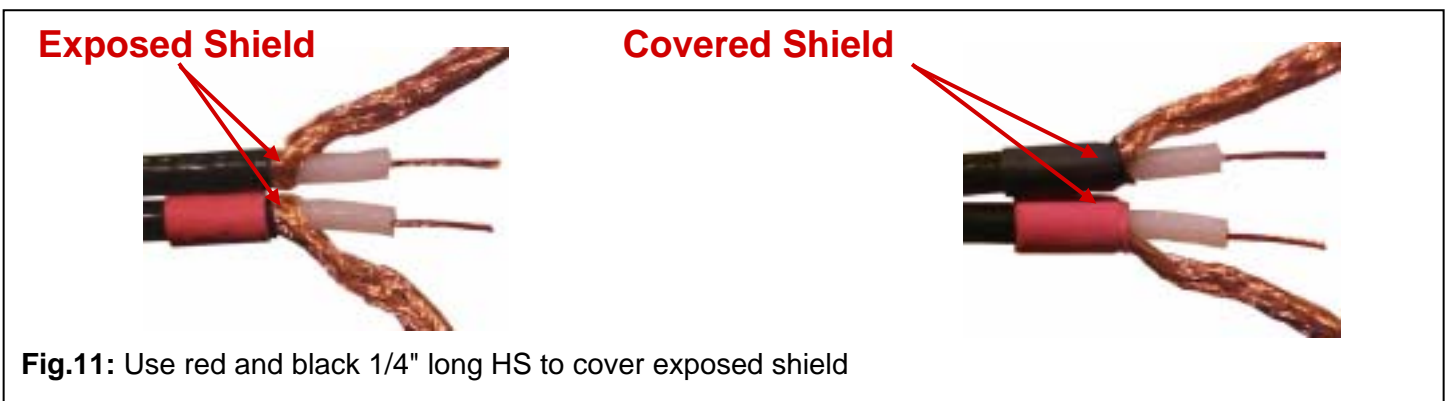 Exposed Shield
Covered Shield
Fig.11: Use red and black 1/4" long HS to cover exposed shield